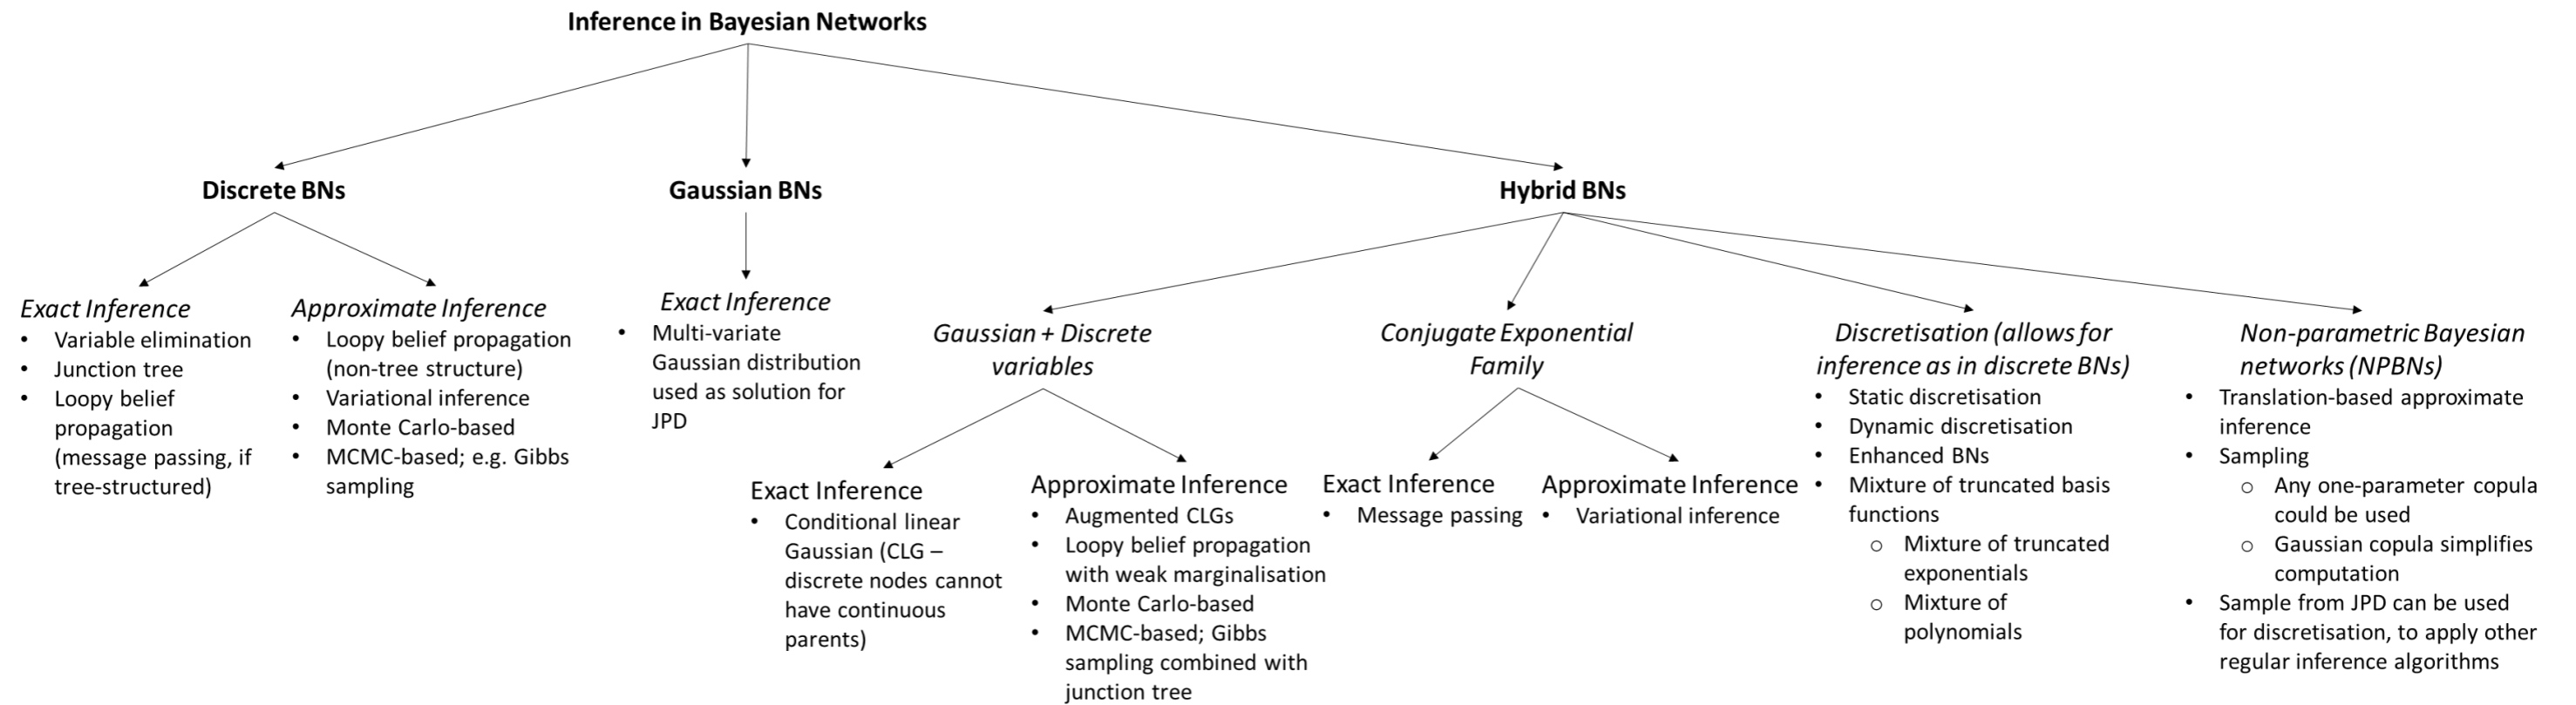 Inference in Bayesian Networks
Discrete BNs
Gaussian BNs
Hybrid BNs
Exact Inference
• Variable elimination
• Junction tree
• Loopy belief
propagation
(message passing, if
tree-structured)
Approximate Inference
• Loopy belief propagation
(non-tree structure)
• Variational inference
• Monte Carlo-based
• MCMC-based; e.g. Gibbs
sampling
Exact Inference
• Multi-variate
Gaussian distribution
used as solution for
JPD
Gaussian + Discrete
variables
Exact Inference
• Conditional linear
Gaussian (CLG –
discrete nodes cannot
have continuous
parents)
Approximate Inference
• Augmented CLGs
• Loopy belief propagation
with weak marginalisation
• Monte Carlo-based
• MCMC-based; Gibbs
sampling combined with
junction tree
Conjugate Exponential
Family
Exact Inference
• Message passing
Approximate Inference
• Variational inference
Discretisation (allows for
inference as in discrete BNs)
• Static discretisation
• Dynamic discretisation
• Enhanced BNs
• Mixture of truncated basis
functions
o Mixture of truncated
exponentials
o Mixture of
polynomials
Non-parametric Bayesian
networks (NPBNs)
• Translation-based approximate
inference
• Sampling
o Any one-parameter copula
could be used
o Gaussian copula simplifies
computation
• Sample from JPD can be used
for discretisation, to apply other
regular inference algorithms